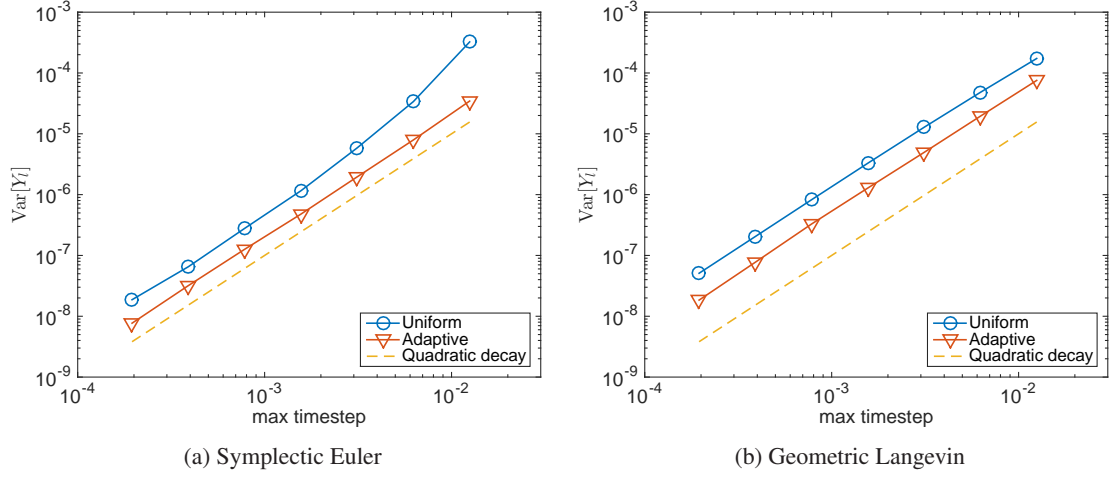 10^-3
10^-4
10^-5
10^-6
10^-7
10^-8
10^-9
Var[Y_l]
10^-4
10^-3
10^-2
max timestep
Uniform
Adaptive
Quadratic decay
(a) Symplectic Euler
10^-3
10^-4
10^-5
10^-6
10^-7
10^-8
10^-9
Var[Y_l]
10^-4
10^-3
10^-2
max timestep
Uniform
Adaptive
Quadratic decay
(b) Geometric Langevin